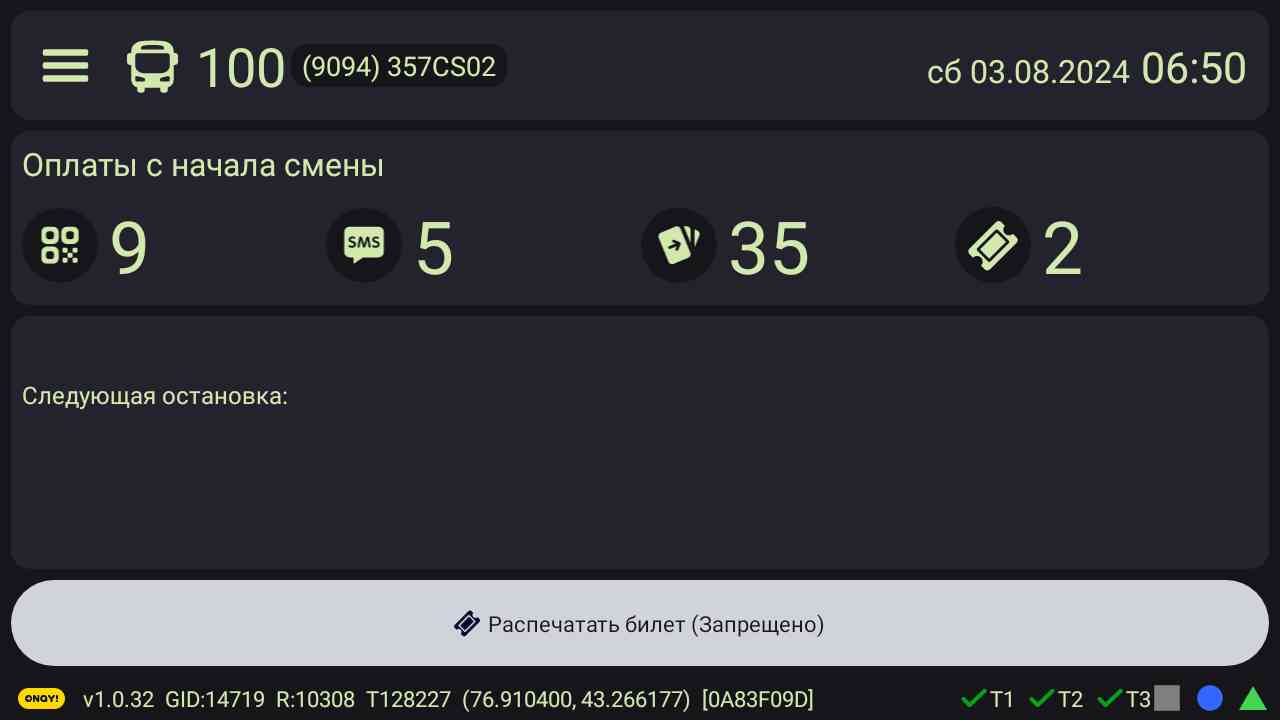 100 (9094) 357CS02 сб 03.08.2024 06:50
Оплаты с начала смены
9 SMS 5 35 2
Следующая остановка:
Распечатать билет (Запрещено)
ONAY! v1.0.32 GID:14719 R:10308 T128227 (76.910400, 43.266177) [0A83F09D] T1 T2 T3